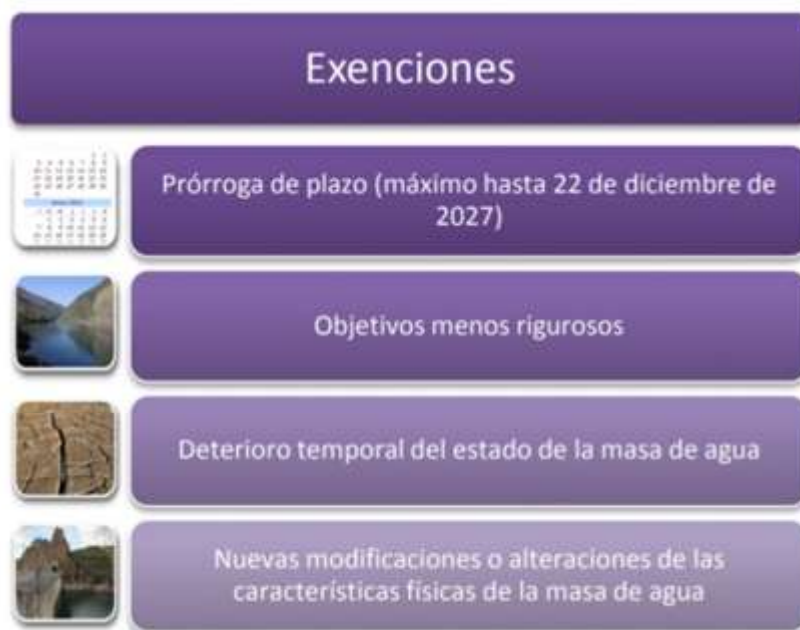 Exenciones
Prórroga de plazo (máximo hasta 22 de diciembre de
2027)
Objetivos menos rigurosos
Deterioro temporal del estado de la masa de agua
Nuevas modificaciones o alteraciones de las
características físicas de la masa de agua